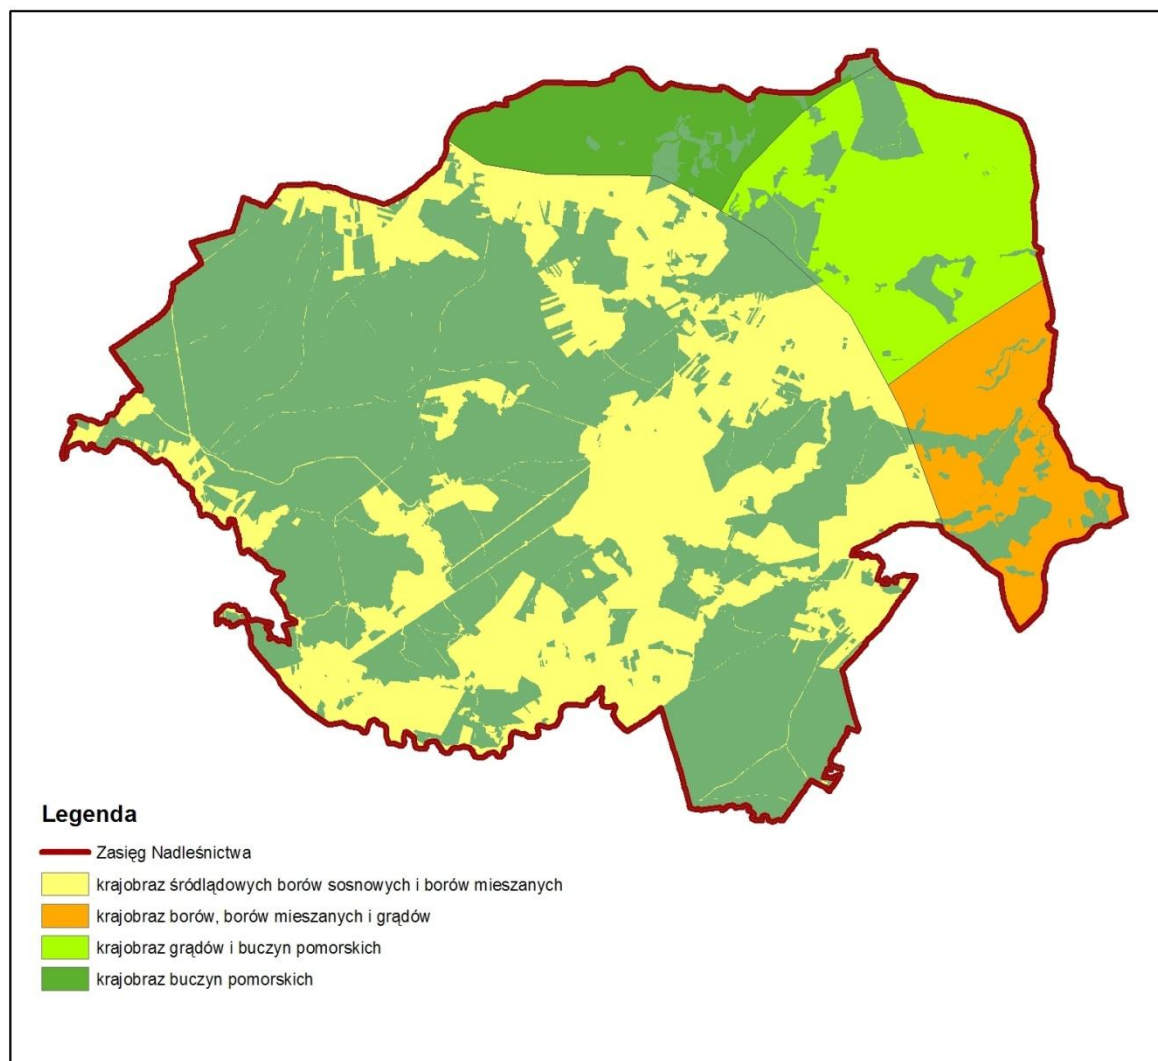 Legenda
Zasięg Nadleśnictwa
krajobraz śródlądowych borów sosnowych i borów mieszanych
krajobraz borów, borów mieszanych i grądów
krajobraz grądów i buczyn pomorskich
krajobraz buczyn pomorskich